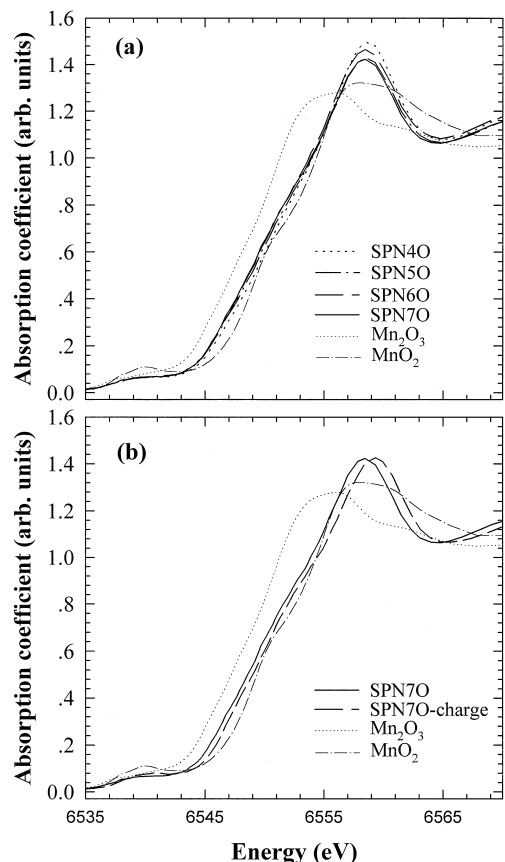 1.6
(a)
1.4
1.2
1.0
.8
.6
.4
.2
0.0
Absorption coefficient (arb. units)
SPN4O
SPN5O
SPN6O
SPN7O
Mn2O3
MnO2
1.6
(b)
1.4
1.2
1.0
.8
.6
.4
.2
0.0
Absorption coefficient (arb. units)
SPN7O
SPN7O-charge
Mn2O3
MnO2
6535 6545 6555 6565
Energy (eV)